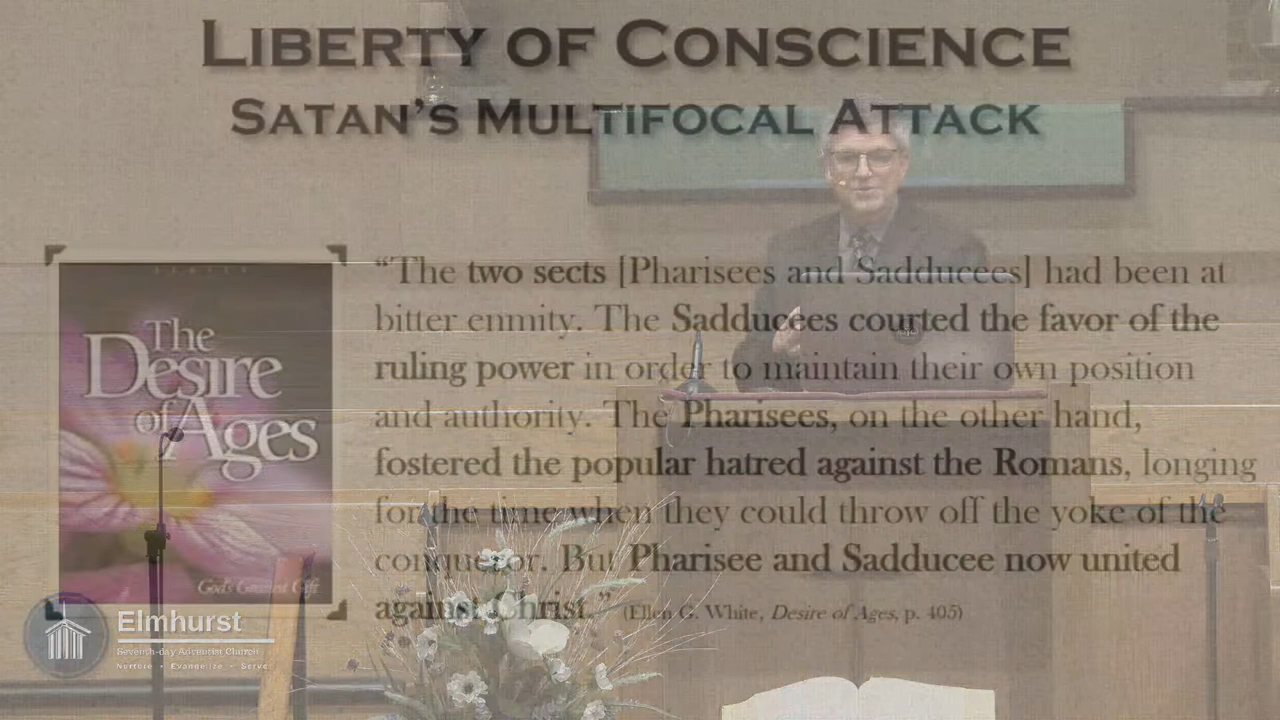 LIBERTY OF CONSCIENCE
SATAN'S MULTIFOCAL ATTACK
"The two sects [Pharisees and Sadducees] had been at
bitter enmity. The Sadducees courted the favor of the
ruling power in order to maintain their own position
and authority. The Pharisees, on the other hand,
fostered the popular hatred against the Romans, longing
for the time when they could throw off the yoke of the
conqueror. But Pharisee and Sadducee now united
against Christ." (Ellen G. White, Desire of Ages, p. 405)
The
Desire
of Ages
God's Greatest Gift
Elmhurst
Seventh-day Adventist Church
Nurture • Evangelize • Serve